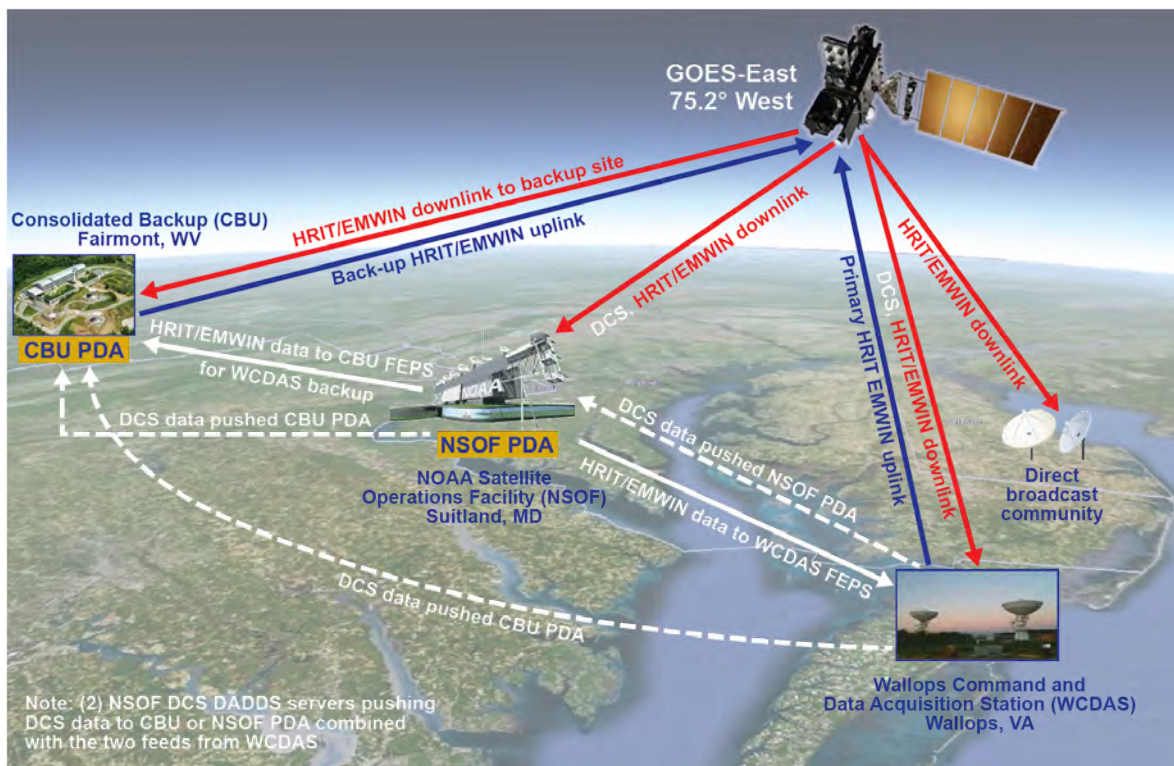 GOES-East
75.2° West
HRIT/EMWIN downlink to backup site
Back-up HRIT/EMWIN uplink
DCS, HRIT/EMWIN downlink
Primary HRIT EMWIN uplink
DCS, HRIT/EMWIN downlink
HRIT/EMWIN downlink
Consolidated Backup (CBU)
Fairmont, WV
CBU PDA
HRIT/EMWIN data to CBU FEPS
for WCDAS backup
DCS data pushed CBU PDA
NOAA
NSOF PDA
NOAA Satellite
Operations Facility (NSOF)
Suitland, MD
DCS data pushed NSOF PDA
HRIT/EMWIN data to WCDAS FEPS
DCS data pushed CBU PDA
Direct
broadcast
community
Wallops Command and
Data Acquisition Station (WCDAS)
Wallops, VA
Note: (2) NSOF DCS DADDS servers pushing
DCS data to CBU or NSOF PDA combined
with the two feeds from WCDAS